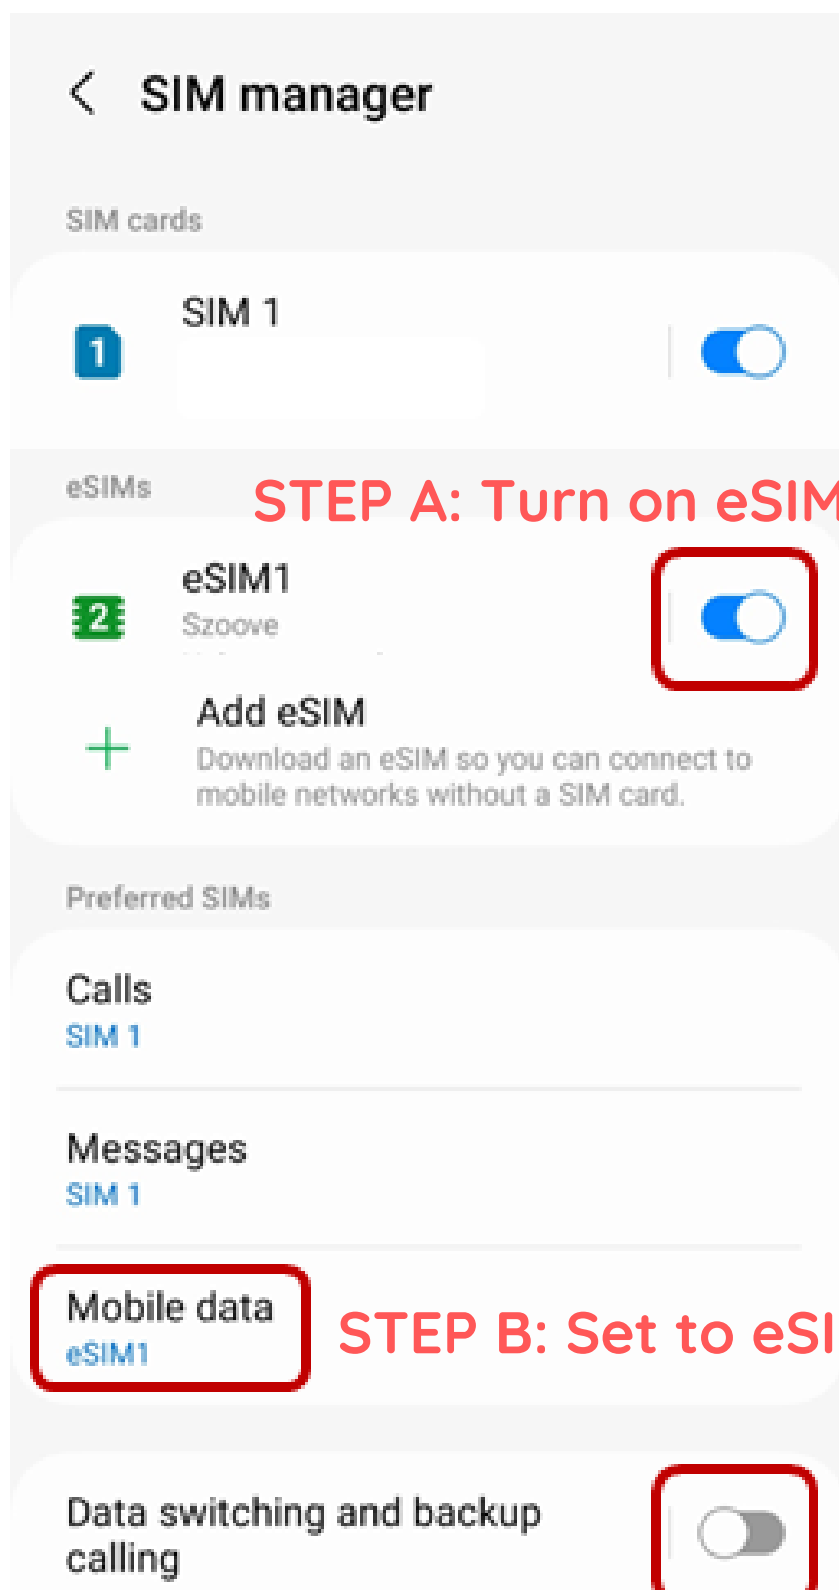 SIM manager
SIM cards
SIM 1
1
eSIMs
STEP A: Turn on eSIM
eSIM1
2
Szoove
Add eSIM
Download an eSIM so you can connect to
mobile networks without a SIM card.
Preferred SIMs
Calls
SIM 1
Messages
SIM 1
Mobile data
eSIM1
STEP B: Set to eSI
Data switching and backup
calling